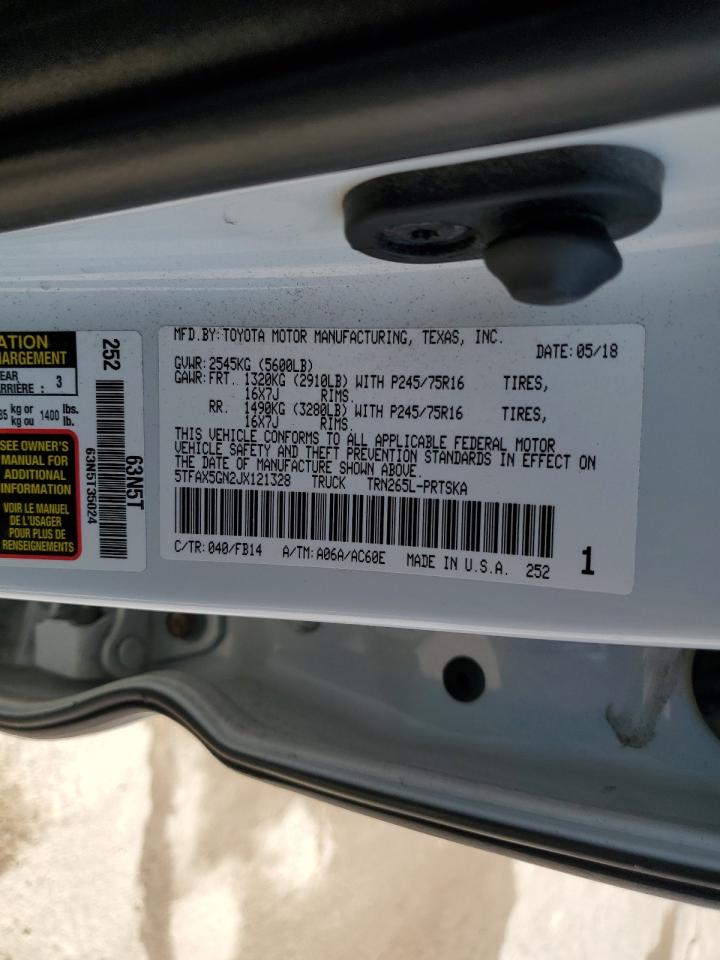 ATION
HARGEMENT
EAR
RRIÈRE : 3
35 kg or 1400 lbs.
kg ou lb.
SEE OWNER'S
MANUAL FOR
ADDITIONAL
INFORMATION
VOIR LE MANUEL
DE L'USAGER
POUR PLUS DE
RENSEIGNEMENTS
252
63N5T35024
63N5T
MFD.BY:TOYOTA MOTOR MANUFACTURING, TEXAS, INC.
DATE:05/18
GVWR:2545KG (5600LB)
GAWR:FRT. 1320KG (2910LB) WITH P245/75R16 TIRES,
16X7J RIMS.
RR. 1490KG (3280LB) WITH P245/75R16 TIRES,
16X7J RIMS.
THIS VEHICLE CONFORMS TO ALL APPLICABLE FEDERAL MOTOR
VEHICLE SAFETY AND THEFT PREVENTION STANDARDS IN EFFECT ON
THE DATE OF MANUFACTURE SHOWN ABOVE.
5TFAX5GN2JX121328 TRUCK TRN265L-PRTSKA
C/TR:040/FB14 A/TM:A06A/AC60E MADE IN U.S.A. 252 1